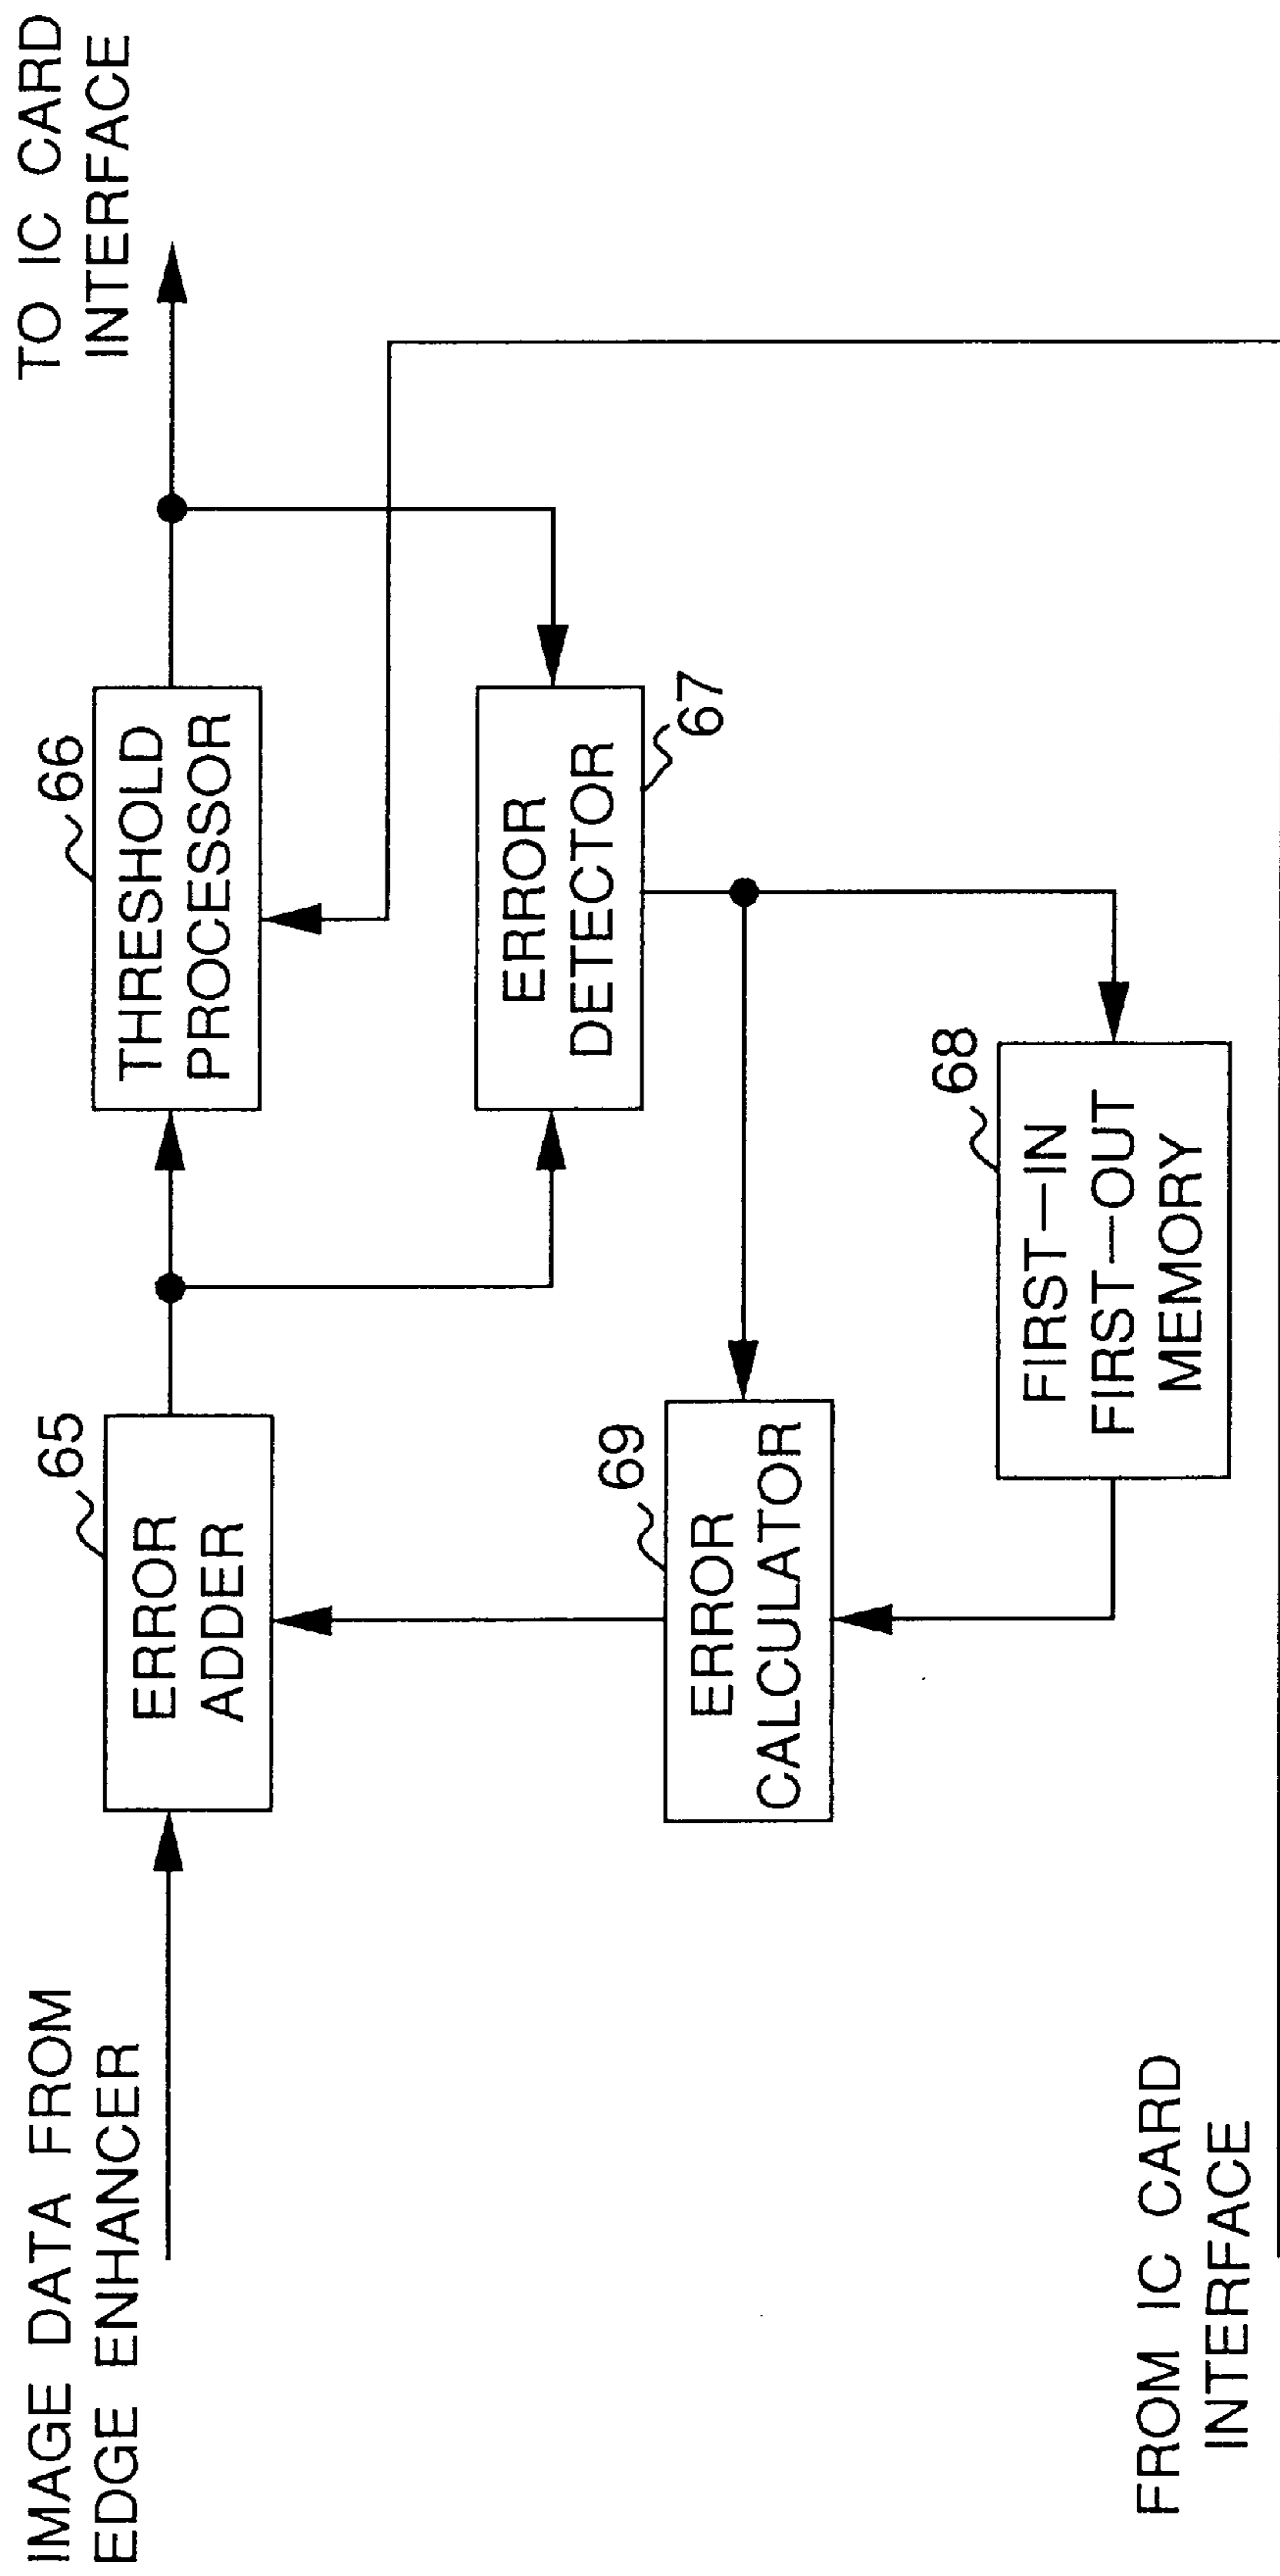 IMAGE DATA FROM
EDGE ENHANCER
65
ERROR
ADDER
66
THRESHOLD
PROCESSOR
TO IC CARD
INTERFACE
ERROR
DETECTOR
67
69
ERROR
CALCULATOR
68
FIRST—IN
FIRST—OUT
MEMORY
FROM IC CARD
INTERFACE